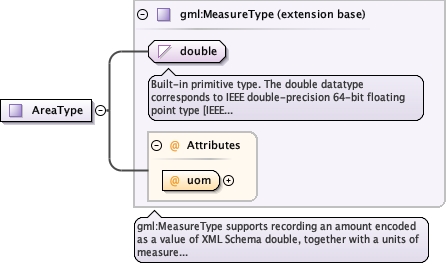 gml:MeasureType (extension base)
double
Built-in primitive type. The double datatype
corresponds to IEEE double-precision 64-bit floating
point type [IEEE...
AreaType
@ Attributes
@ uom
gml:MeasureType supports recording an amount encoded
as a value of XML Schema double, together with a units of
measure...